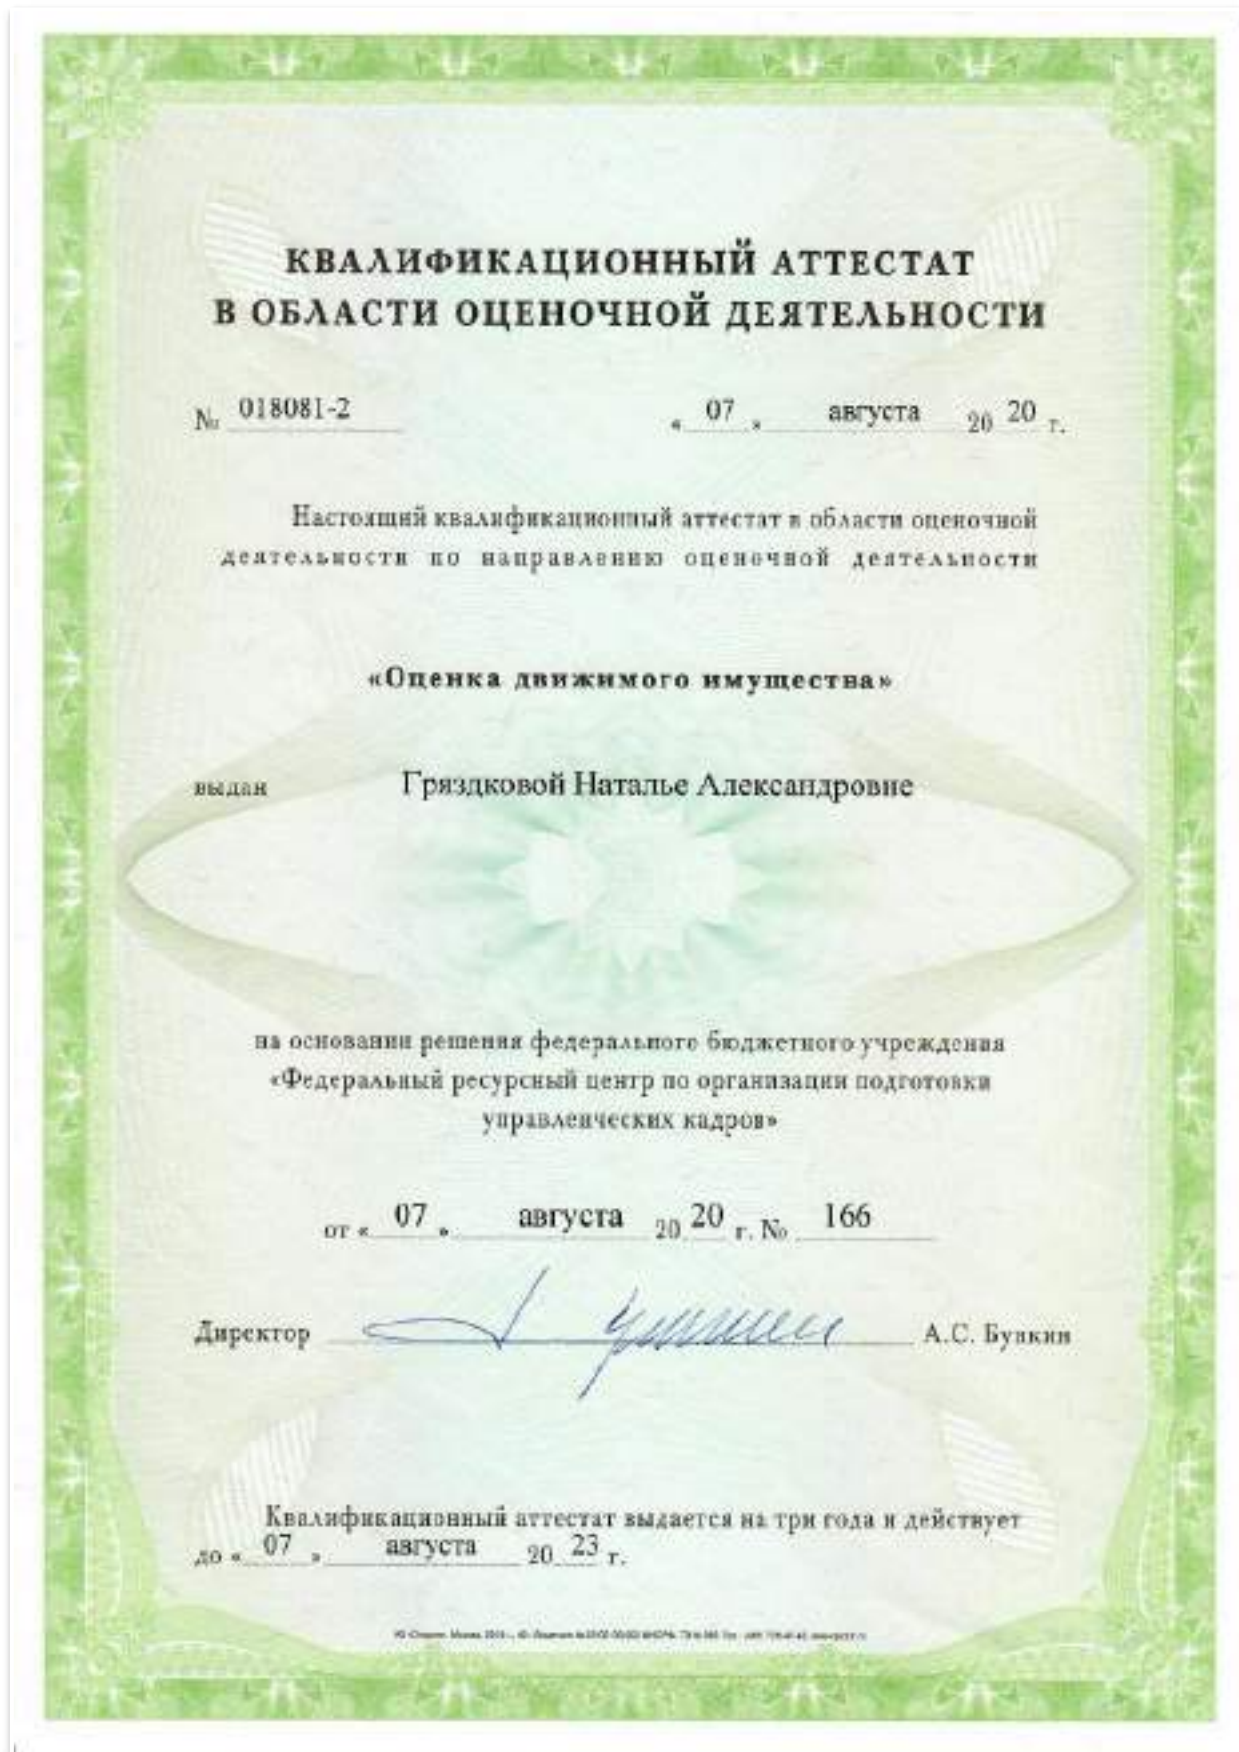 КВАЛИФИКАЦИОННЫЙ АТТЕСТАТ
В ОБЛАСТИ ОЦЕНОЧНОЙ ДЕЯТЕЛЬНОСТИ
№ 018081-2 « 07 » августа 20 20 г.
Настоящий квалификационный аттестат в области оценочной
деятельности по направлению оценочной деятельности
«Оценка движимого имущества»
выдан Гряздковой Наталье Александровне
на основании решения федерального бюджетного учреждения
«Федеральный ресурсный центр по организации подготовки
управленческих кадров»
от « 07 » августа 20 20 г. № 166
Директор А.С. Бункин
Квалификационный аттестат выдается на три года и действует
до « 07 » августа 20 23 г.